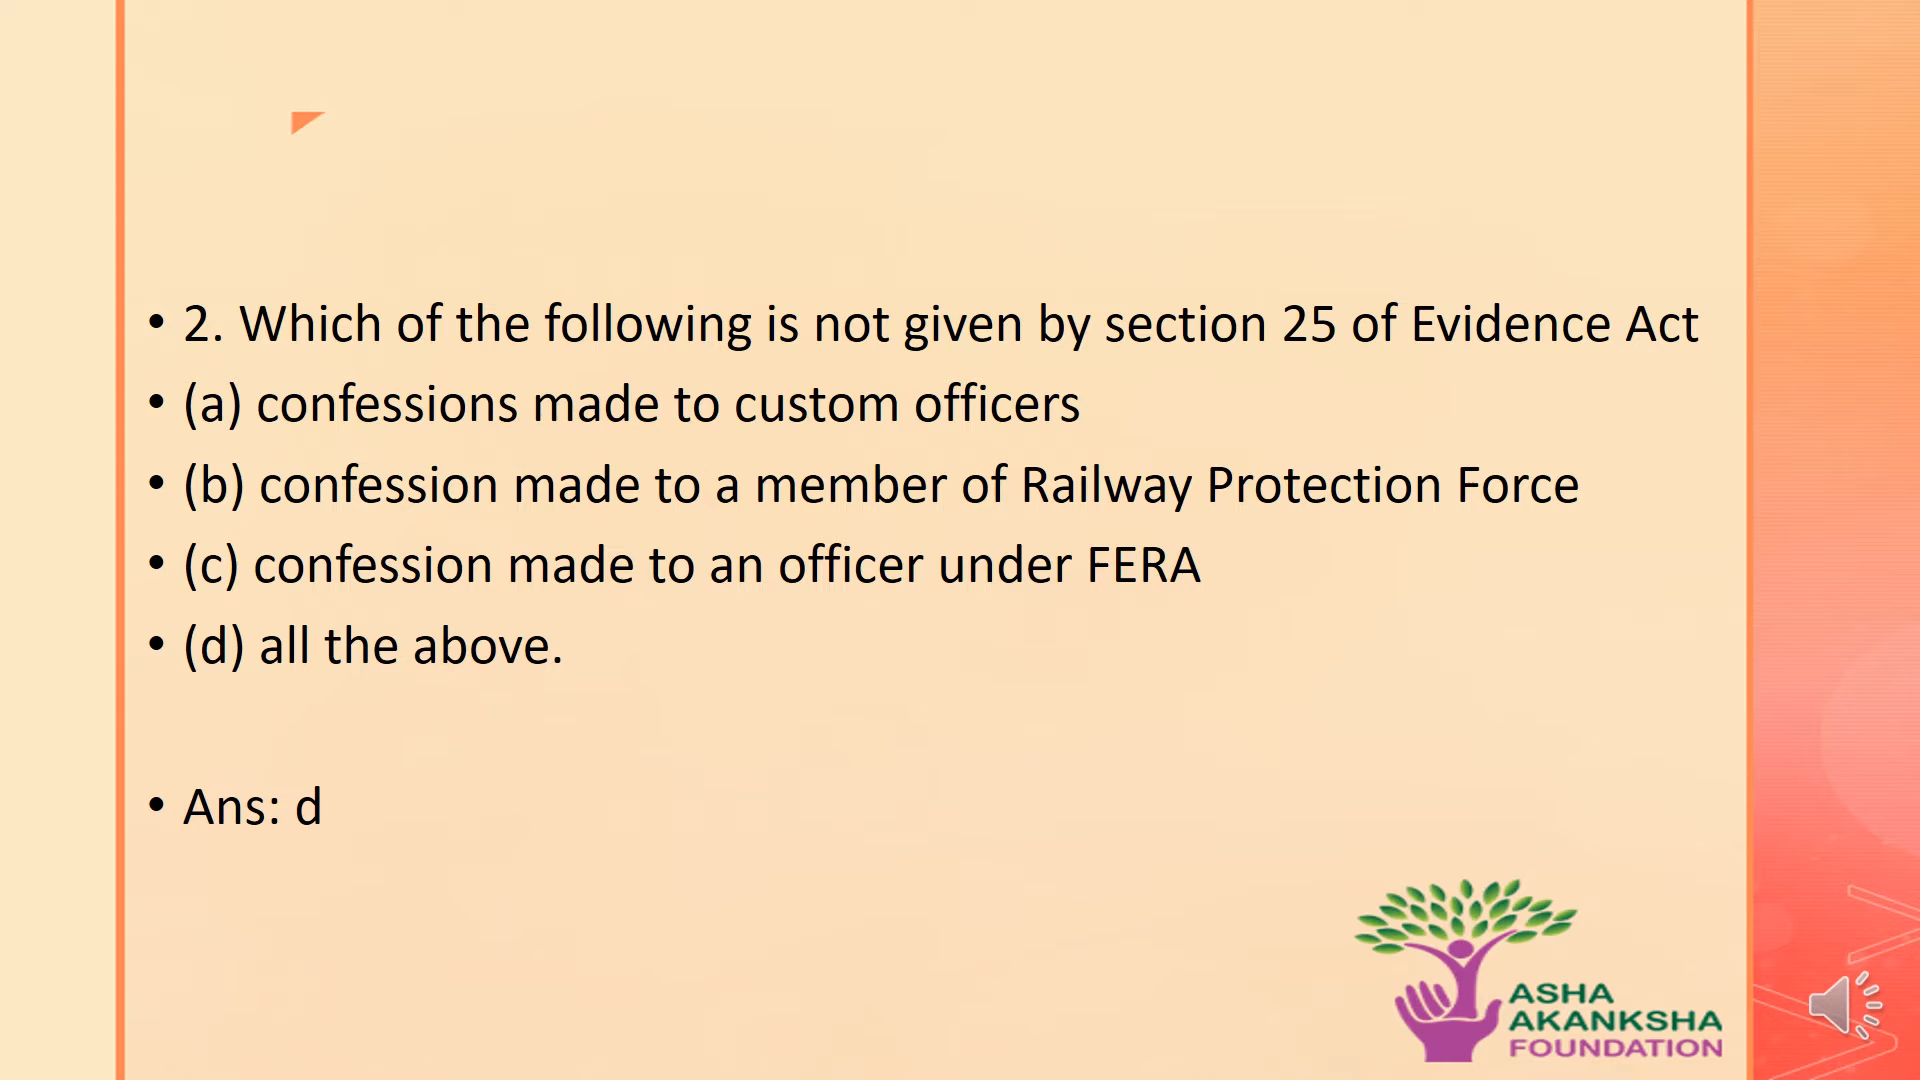 • 2. Which of the following is not given by section 25 of Evidence Act
• (a) confessions made to custom officers
• (b) confession made to a member of Railway Protection Force
• (c) confession made to an officer under FERA
• (d) all the above.
• Ans: d
ASHA
AKANKSHA
FOUNDATION